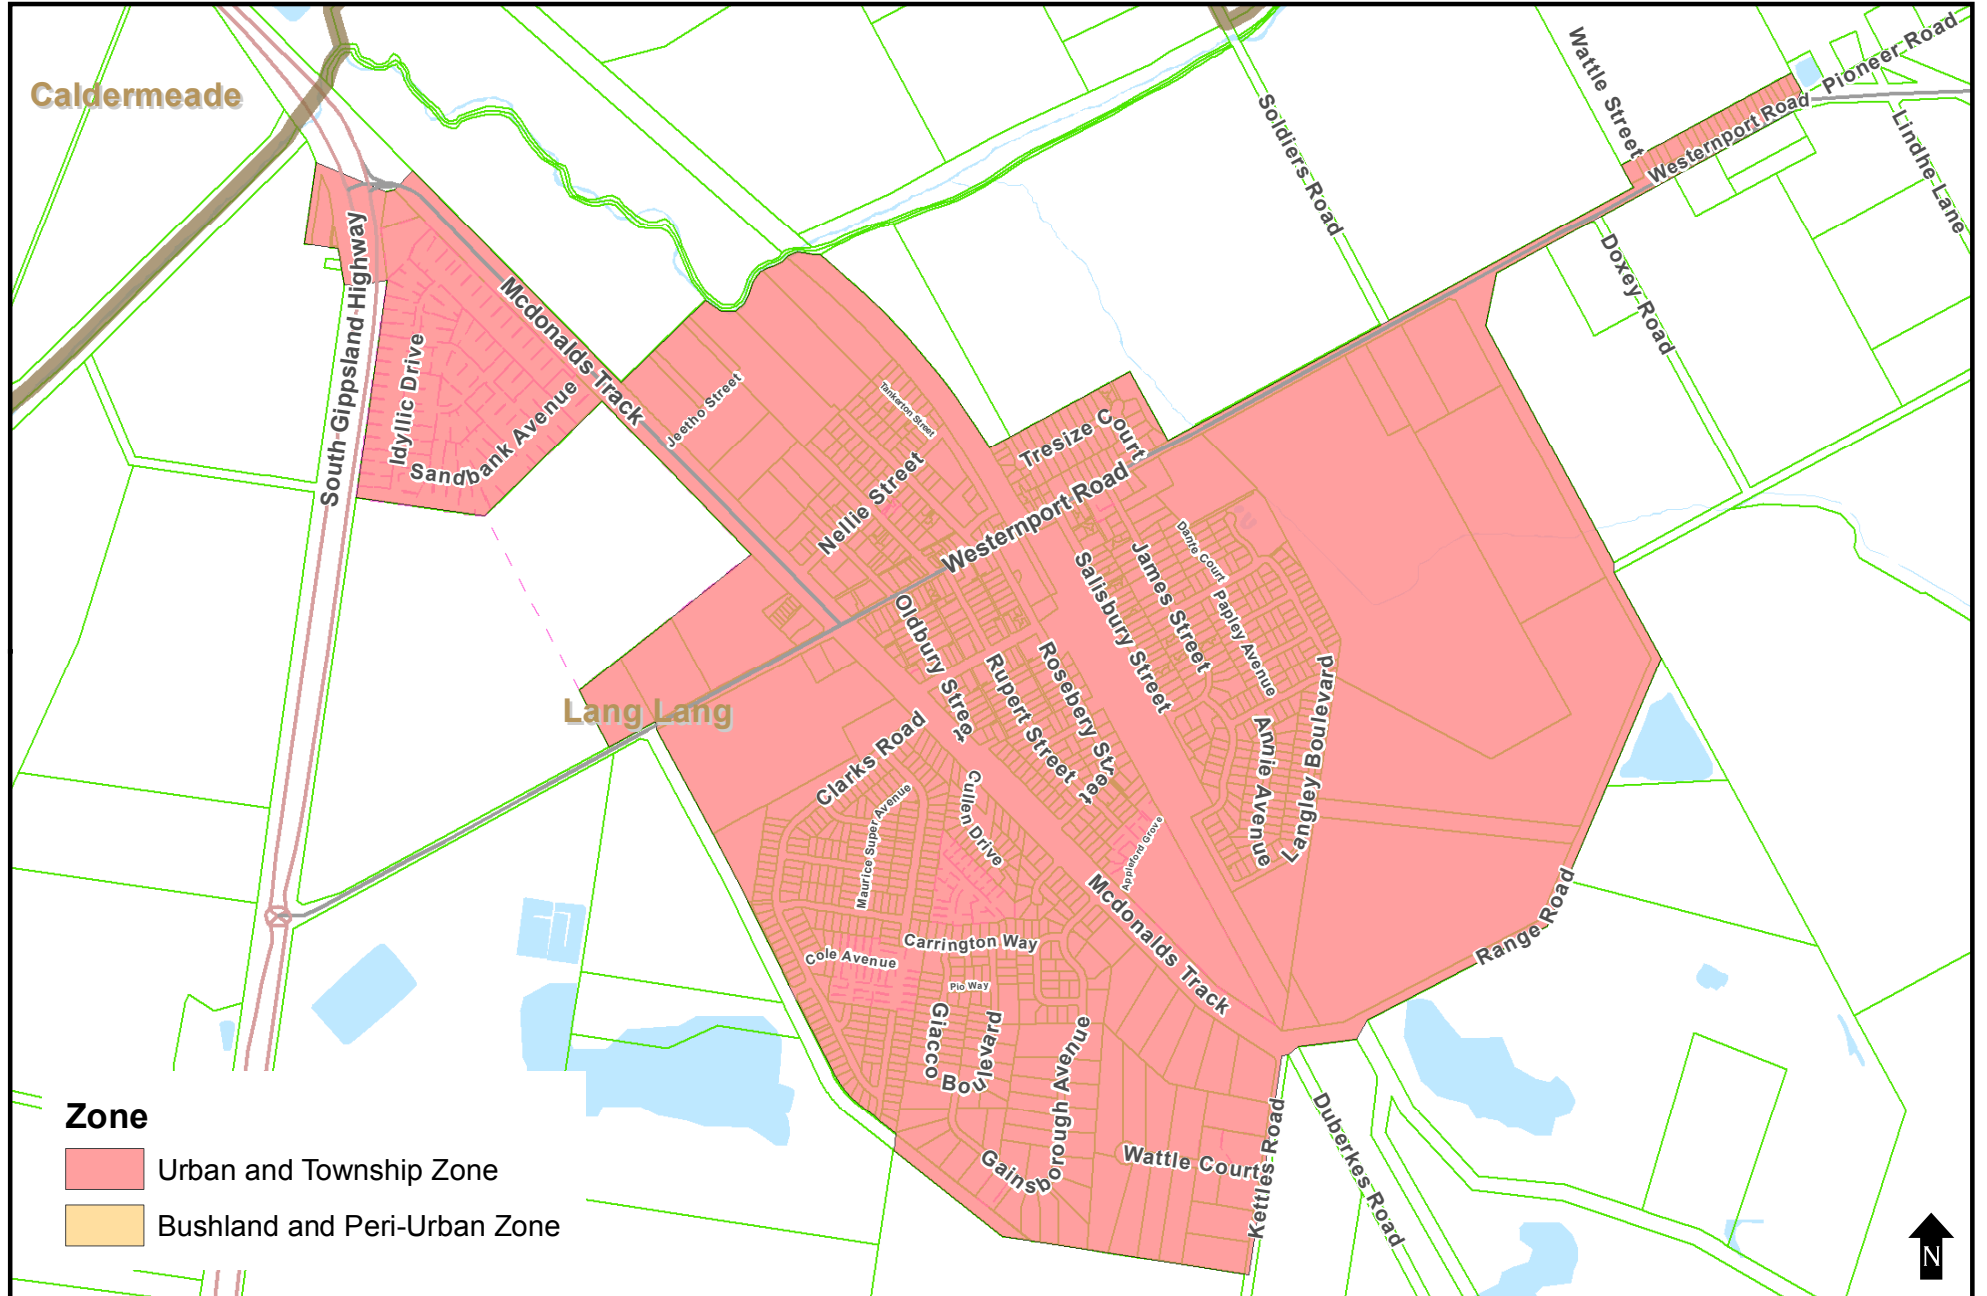 Caldermeade
Wattle Street
Pioneer Road
Westernport Road
Lindhe Lane
Soldiers Road
Doxey Road
South Gippsland Highway
Mcdonalds Track
Idyllic Drive
Sandbank Avenue
Jeetho Street
Tankerton Street
Nellie Street
Tresize Court
Westernport Road
Dante Court
James Street
Salisbury Street
Papley Avenue
Oldbury Street
Rupert Street
Rosebery Street
Annie Avenue
Langley Boulevard
Lang Lang
Clarks Road
Maurice Super Avenue
Cullen Drive
Appleford Grove
Mcdonalds Track
Range Road
Carrington Way
Cole Avenue
Pio Way
Giacco Boulevard
Gainsborough Avenue
Wattle Court
Kettles Road
Duberkes Road
Zone
Urban and Township Zone
Bushland and Peri-Urban Zone
N